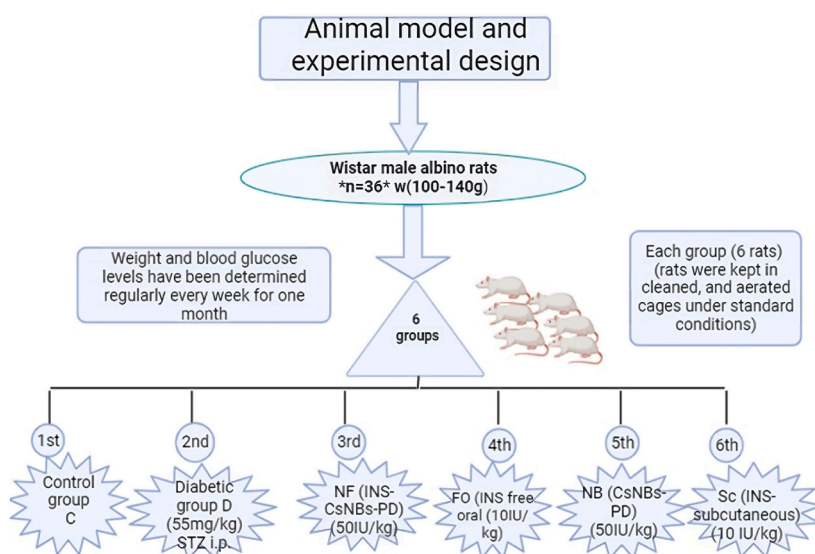 Animal model and
experimental design
Wistar male albino rats
*n=36* w(100-140g)
Weight and blood glucose
levels have been determined
regularly every week for one
month
Each group (6 rats)
(rats were kept in
cleaned, and aerated
cages under standard
conditions)
6
groups
1st
Control
group
C
2nd
Diabetic
group D
(55mg/kg)
STZ i.p.
3rd
NF (INS-
CsNBs-PD)
(50IU/kg)
4th
FO (INS free
oral (10IU/
kg)
5th
NB (CsNBs-
PD)
(50IU/kg)
6th
Sc (INS-
subcutaneous)
(10 IU/kg)